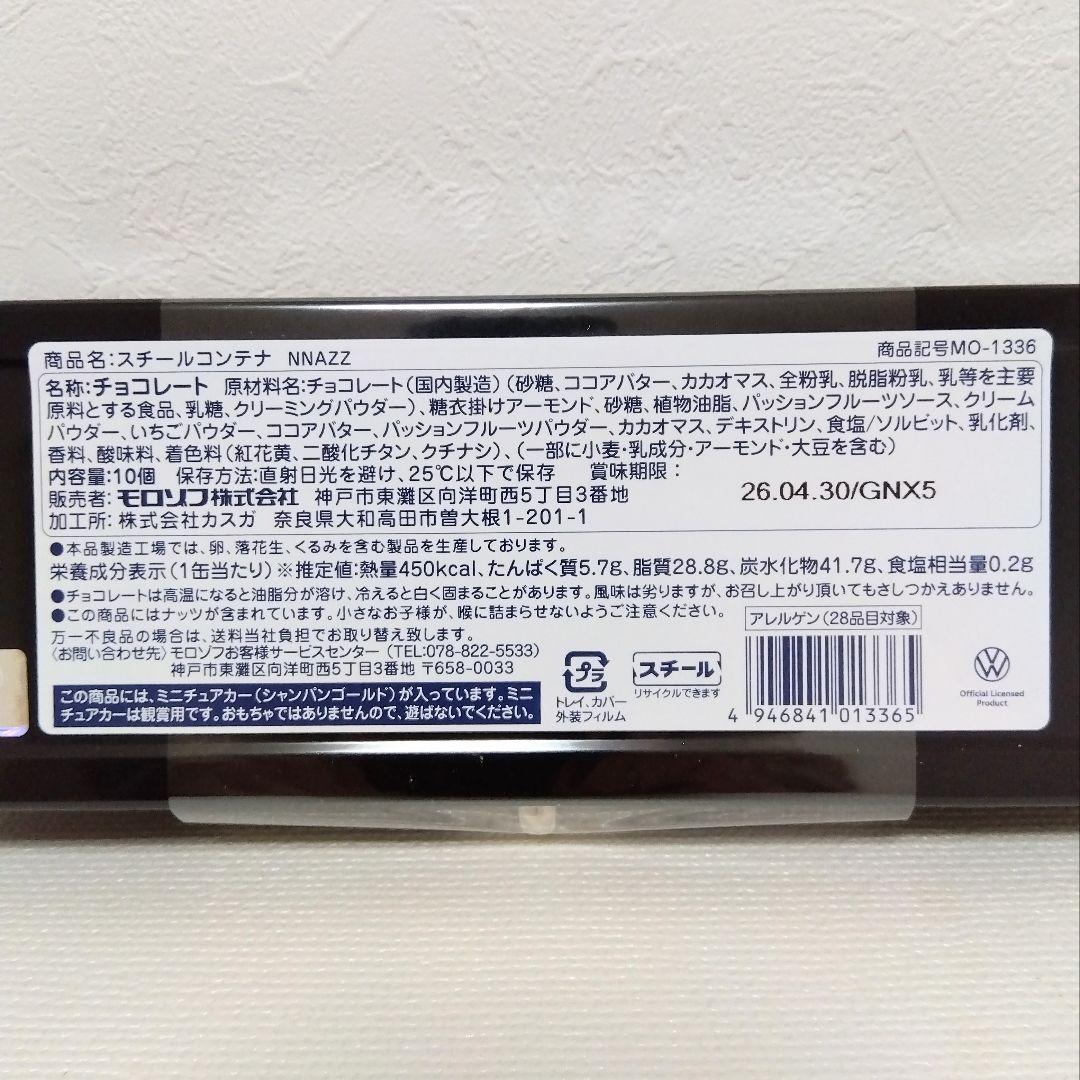 商品名:スチールコンテナ NNAZZ 商品記号MO-1336
名称:チョコレート 原材料名:チョコレート(国内製造)(砂糖、ココアバター、カカオマス、全粉乳、脱脂粉乳、乳等を主要
原料とする食品、乳糖、クリーミングパウダー)、糖衣掛けアーモンド、砂糖、植物油脂、パッションフルーツソース、クリーム
パウダー、いちごパウダー、ココアバター、パッションフルーツパウダー、カカオマス、デキストリン、食塩/ソルビット、乳化剤、
香料、酸味料、着色料(紅花黄、二酸化チタン、クチナシ)、(一部に小麦・乳成分・アーモンド・大豆を含む)
内容量:10個 保存方法:直射日光を避け、25℃以下で保存 賞味期限:
26.04.30/GNX5
販売者:モロゾフ株式会社 神戸市東灘区向洋町西5丁目3番地
加工所:株式会社カスガ 奈良県大和高田市曽大根1-201-1
●本品製造工場では、卵、落花生、くるみを含む製品を生産しております。
栄養成分表示(1缶当たり)※推定値:熱量450kcal、たんぱく質5.7g、脂質28.8g、炭水化物41.7g、食塩相当量0.2g
●チョコレートは高温になると油脂分が溶け、冷えると白く固まることがあります。風味は劣りますが、お召し上がり頂いてもさしつかえありません。
●この商品にはナッツが含まれています。小さなお子様が、喉に詰まらせないようご注意ください。
アレルゲン(28品目対象)
万一不良品の場合は、送料当社負担でお取り替え致します。
〈お問い合わせ先〉モロゾフお客様サービスセンター(TEL:078-822-5533)
神戸市東灘区向洋町西5丁目3番地 〒658-0033
この商品には、ミニチュアカー(シャンパンゴールド)が入っています。ミニ
チュアカーは観賞用です。おもちゃではありませんので、遊ばないでください。
プラ
トレイ、カバー
外装フィルム
スチール
リサイクルできます
4 946841 013365
Official Licensed
Product